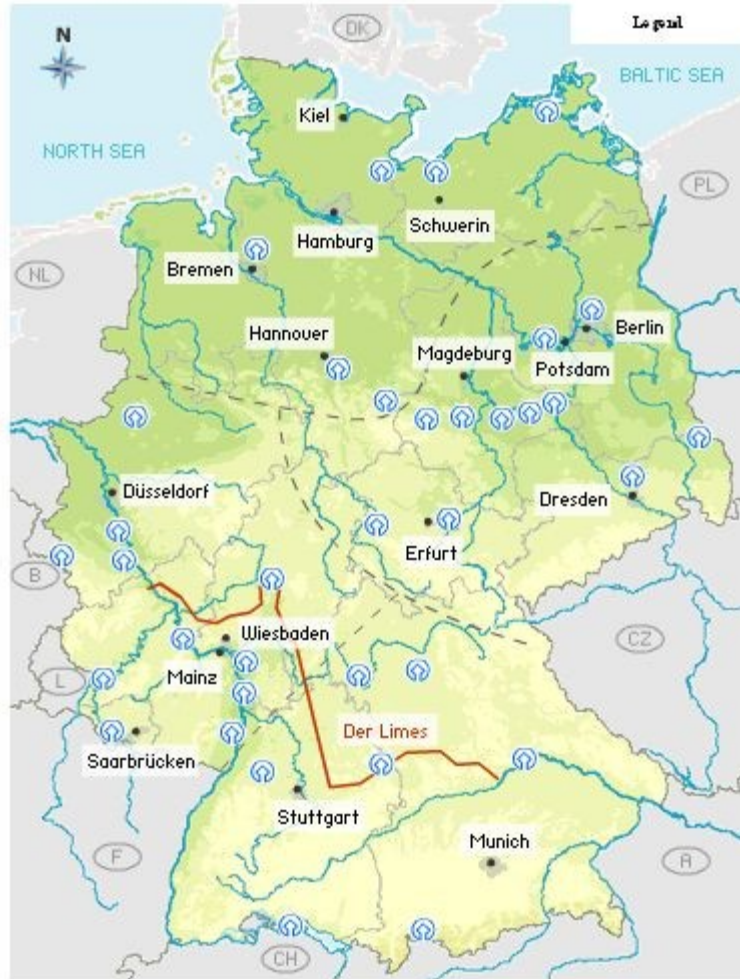 Legend
N
DK
BALTIC SEA
Kiel
NORTH SEA
PL
Schwerin
Hamburg
NL
Bremen
Berlin
Hannover
Magdeburg
Potsdam
Düsseldorf
Dresden
Erfurt
B
Wiesbaden
CZ
L
Mainz
Der Limes
Saarbrücken
Stuttgart
Munich
F
A
CH